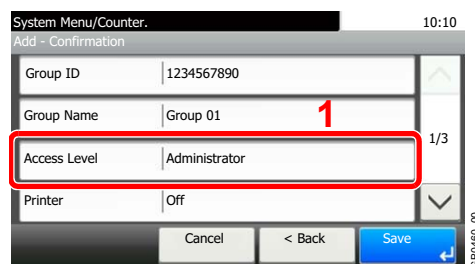 System Menu/Counter. 10:10
Add - Confirmation
Group ID 1234567890
Group Name Group 01 1
1/3
Access Level Administrator
Printer Off
Cancel < Back Save